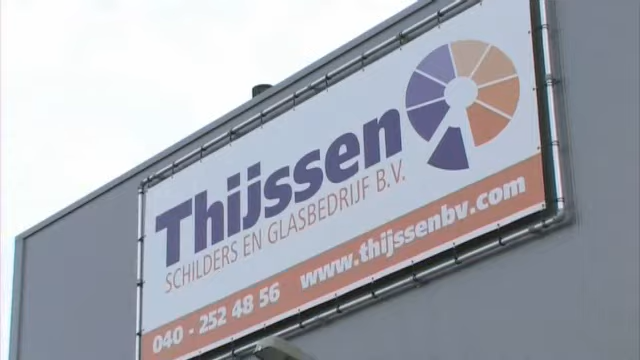 Thijssen
SCHILDERS EN GLASBEDRIJF B.V.
040 - 252 48 56 www.thijssenbv.com